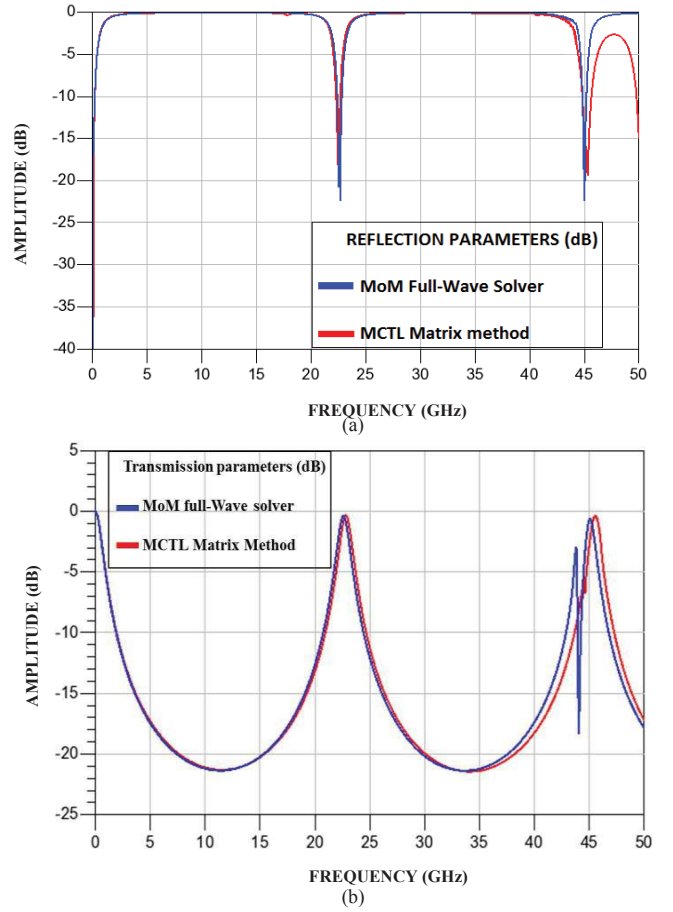 0
-5
-10
-15
-20
-25
-30
-35
-40
AMPLITUDE (dB)
REFLECTION PARAMETERS (dB)
MoM Full-Wave Solver
MCTL Matrix method
0 5 10 15 20 25 30 35 40 45 50
FREQUENCY (GHz)
(a)
5
0
-5
-10
-15
-20
-25
AMPLITUDE (dB)
Transmission parameters (dB)
MoM full-Wave solver
MCTL Matrix Method
0 5 10 15 20 25 30 35 40 45 50
FREQUENCY (GHz)
(b)